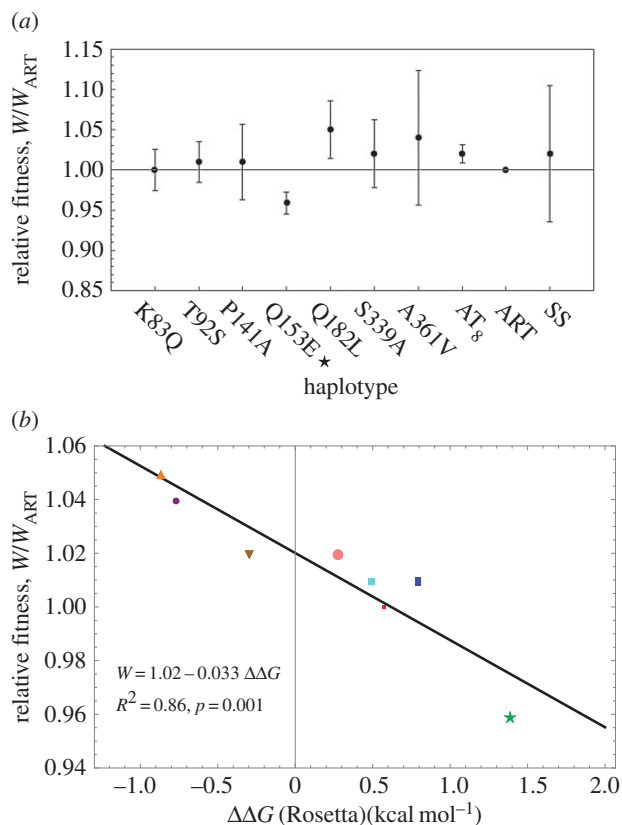 (a)
relative fitness, W/W_ART
1.15
1.10
1.05
1.00
0.95
0.90
0.85
K83Q T92S P141A Q153E ★ Q182L S339A A361V AT8 ART SS
haplotype
(b)
relative fitness, W/W_ART
1.06
1.04
1.02
1.00
0.98
0.96
0.94
W = 1.02 – 0.033 ΔΔG
R² = 0.86, p = 0.001
–1.0 –0.5 0 0.5 1.0 1.5 2.0
ΔΔG (Rosetta)(kcal mol⁻¹)